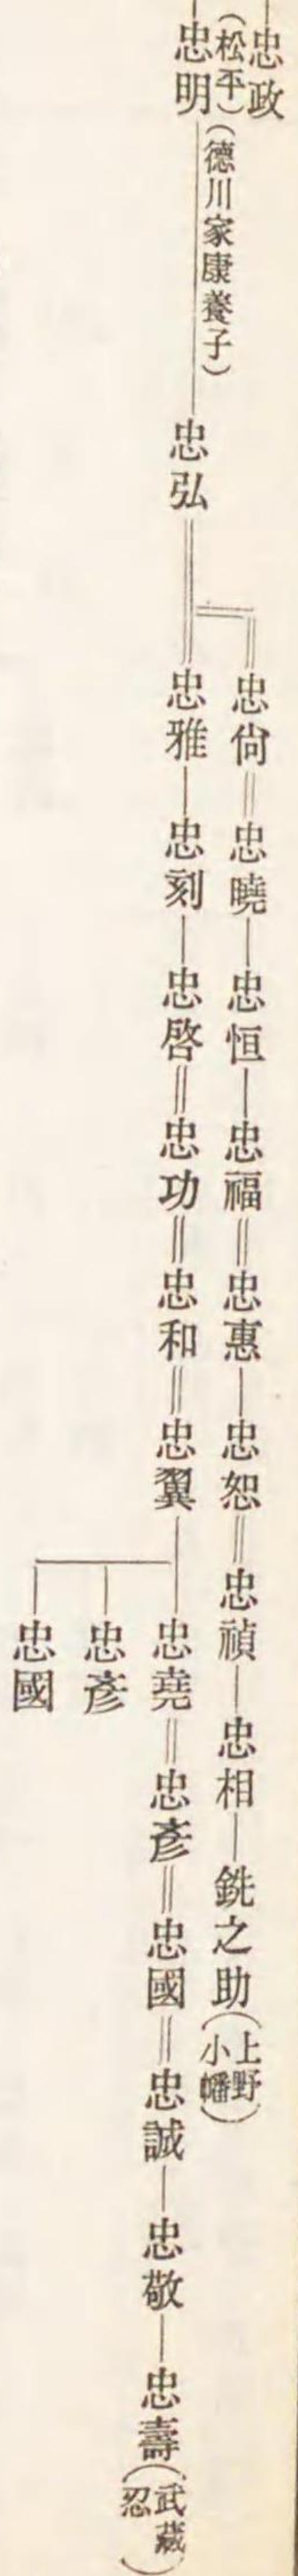 忠政
(松平)
忠明(德川家康養子)
忠弘
忠尙 忠曉 忠恒 忠福 忠惠 忠恕 忠禎 忠相 銑之助(上野小幡)
忠雅 忠刻 忠啓 忠功 忠和 忠翼
忠堯 忠彥 忠國 忠誠 忠敬 忠壽(武藏忍)
忠彥
忠國